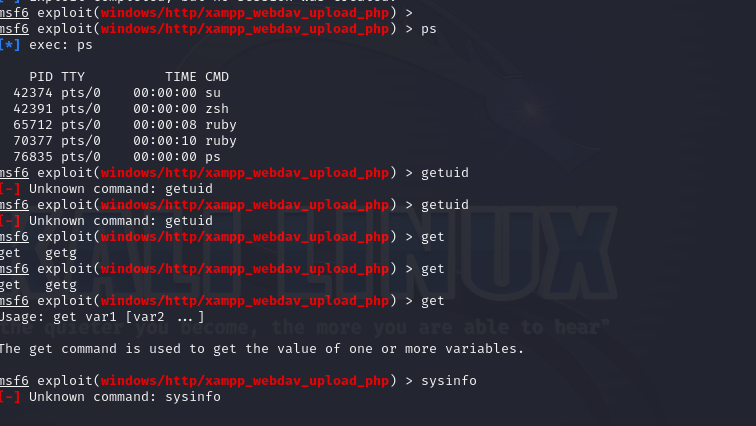 msf6 exploit(windows/http/xampp_webdav_upload_php) >
msf6 exploit(windows/http/xampp_webdav_upload_php) > ps
[*] exec: ps
PID TTY TIME CMD
42374 pts/0 00:00:00 su
42391 pts/0 00:00:00 zsh
65712 pts/0 00:00:08 ruby
70377 pts/0 00:00:10 ruby
76835 pts/0 00:00:00 ps
msf6 exploit(windows/http/xampp_webdav_upload_php) > getuid
[-] Unknown command: getuid
msf6 exploit(windows/http/xampp_webdav_upload_php) > getuid
[-] Unknown command: getuid
msf6 exploit(windows/http/xampp_webdav_upload_php) > get
get getg
msf6 exploit(windows/http/xampp_webdav_upload_php) > get
get getg
msf6 exploit(windows/http/xampp_webdav_upload_php) > get
Usage: get var1 [var2 ...]
KALI LINUX
the quieter you become, the more you are able to hear"
The get command is used to get the value of one or more variables.
msf6 exploit(windows/http/xampp_webdav_upload_php) > sysinfo
[-] Unknown command: sysinfo